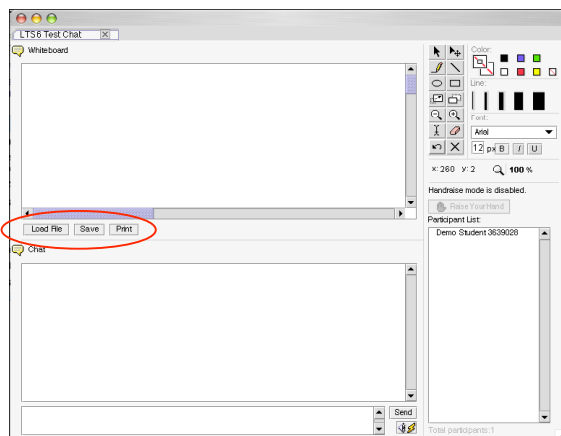 LTS6 Test Chat
Whiteboard
Load File Save Print
Chat
Send
Color:
Line:
Font:
Arial
12 px B I U
x: 260 y: 2 100 %
Handraise mode is disabled.
Raise Your Hand
Participant List:
Demo Student 3639028
Total participants: 1